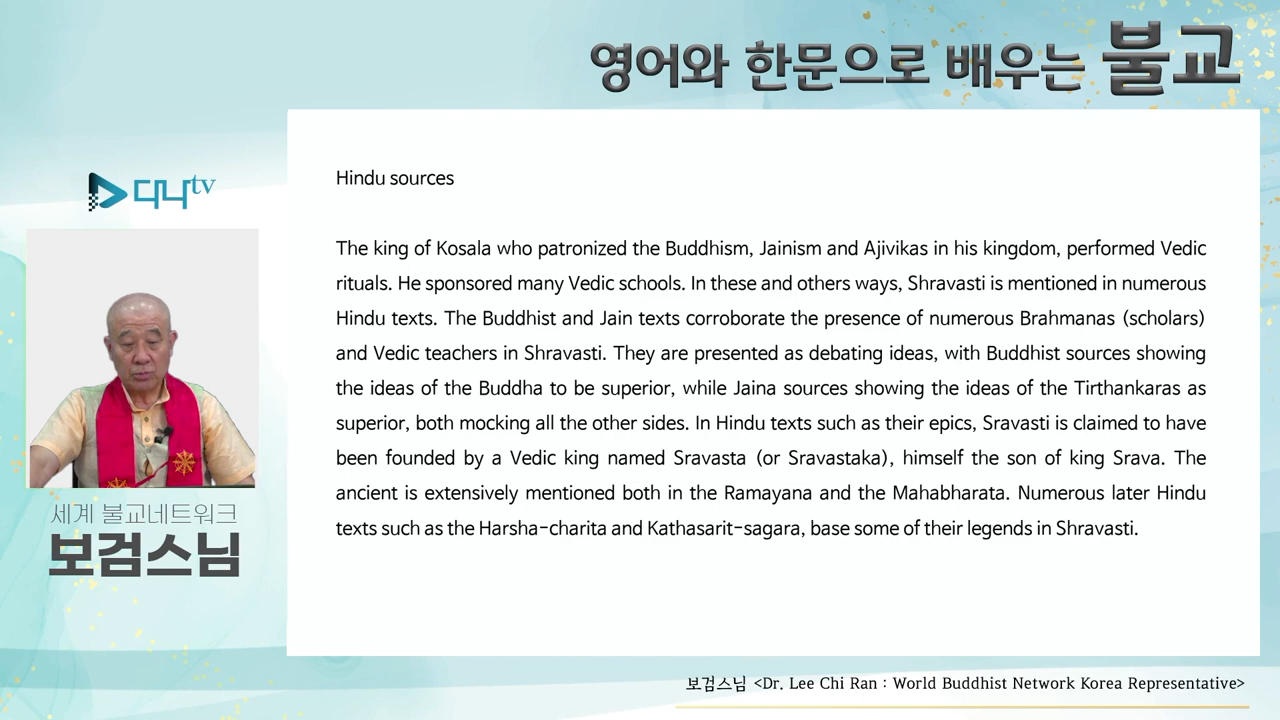 영어와 한문으로 배우는 불교
디나tv
Hindu sources
The king of Kosala who patronized the Buddhism, Jainism and Ajivikas in his kingdom, performed Vedic
rituals. He sponsored many Vedic schools. In these and others ways, Shravasti is mentioned in numerous
Hindu texts. The Buddhist and Jain texts corroborate the presence of numerous Brahmanas (scholars)
and Vedic teachers in Shravasti. They are presented as debating ideas, with Buddhist sources showing
the ideas of the Buddha to be superior, while Jaina sources showing the ideas of the Tirthankaras as
superior, both mocking all the other sides. In Hindu texts such as their epics, Sravasti is claimed to have
been founded by a Vedic king named Sravasta (or Sravastaka), himself the son of king Srava. The
ancient is extensively mentioned both in the Ramayana and the Mahabharata. Numerous later Hindu
texts such as the Harsha-charita and Kathasarit-sagara, base some of their legends in Shravasti.
세계 불교네트워크
보검스님
보검스님 <Dr. Lee Chi Ran : World Buddhist Network Korea Representative>